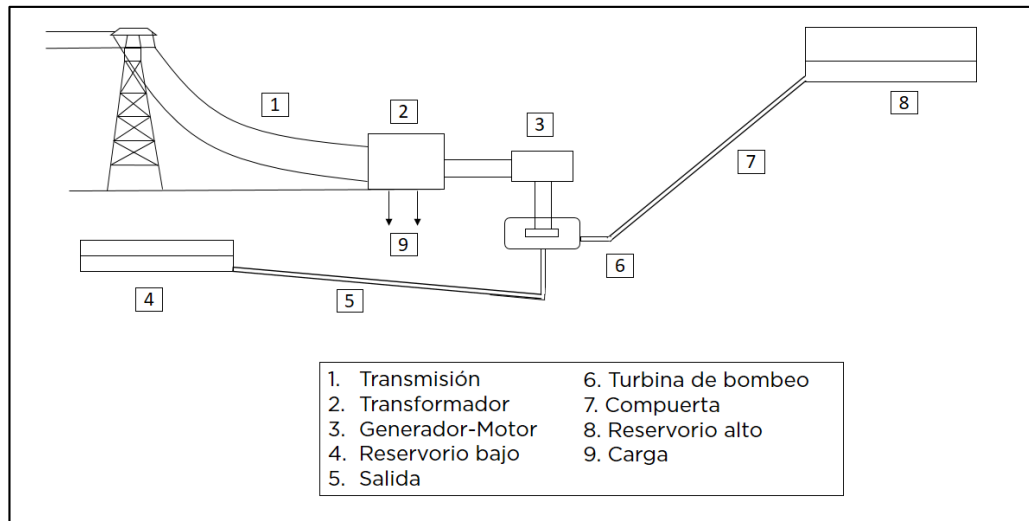 1
2
3
8
7
9
6
4
5
1. Transmisión
2. Transformador
3. Generador-Motor
4. Reservorio bajo
5. Salida
6. Turbina de bombeo
7. Compuerta
8. Reservorio alto
9. Carga